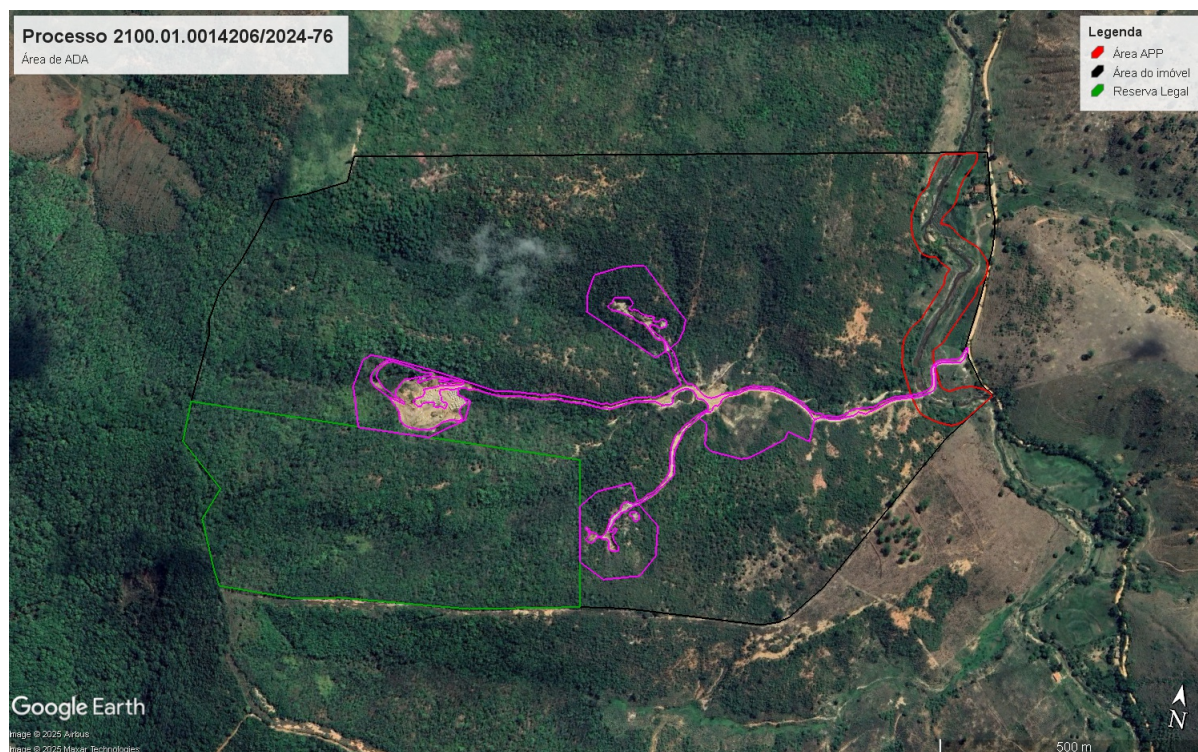 Processo 2100.01.0014206/2024-76
Área de ADA
Legenda
Área APP
Área do imóvel
Reserva Legal
Google Earth
Image © 2025 Airbus
Image © 2025 Maxar Technologies
N
500 m